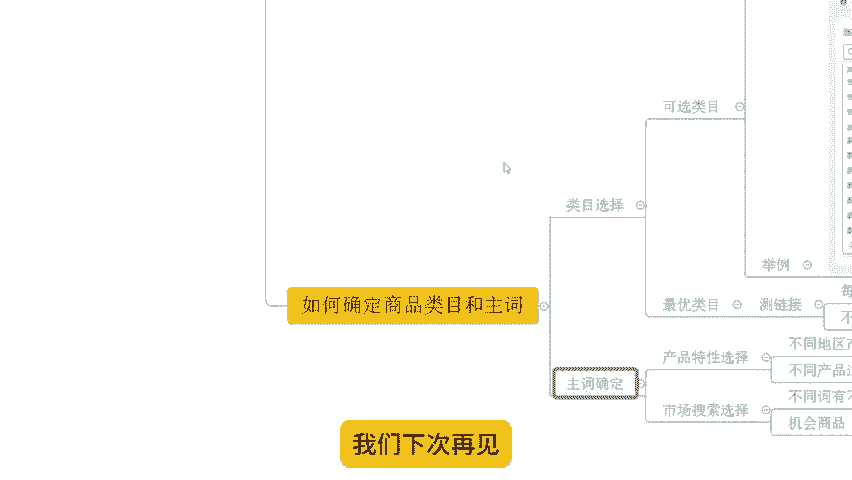 可选类目
类目选择
举例
如何确定商品类目和主词
最优类目
测链接
每
不
不同地区产
产品特性选择
不同产品
主词确定
不同词有不
市场搜索选择
机会商品
我们下次再见